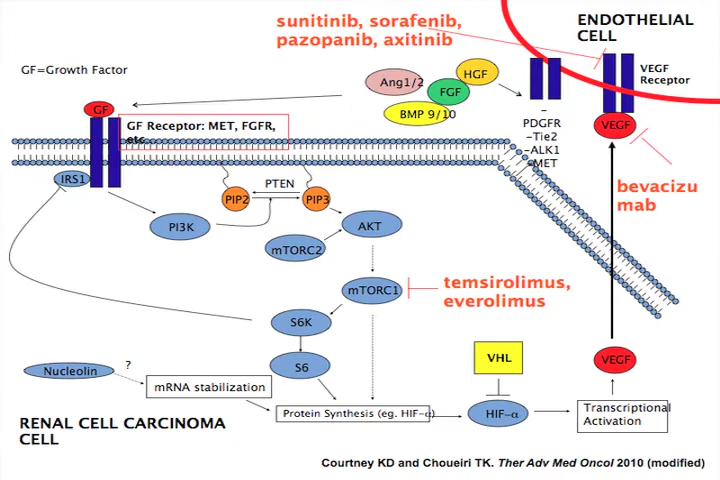 sunitinib, sorafenib,
pazopanib, axitinib
ENDOTHELIAL
CELL
GF=Growth Factor
Ang1/2
HGF
FGF
BMP 9/10
VEGF
Receptor
GF
GF Receptor: MET, FGFR,
etc.
–
PDGFR
–Tie2
–ALK1
–MET
VEGF
bevacizu
mab
IRS1
PTEN
PIP2
PIP3
PI3K
AKT
mTORC2
mTORC1
temsirolimus,
everolimus
S6K
S6
VHL
VEGF
Nucleolin
?
mRNA stabilization
Protein Synthesis (eg. HIF-α)
HIF-α
Transcriptional
Activation
RENAL CELL CARCINOMA
CELL
Courtney KD and Choueiri TK. Ther Adv Med Oncol 2010 (modified)